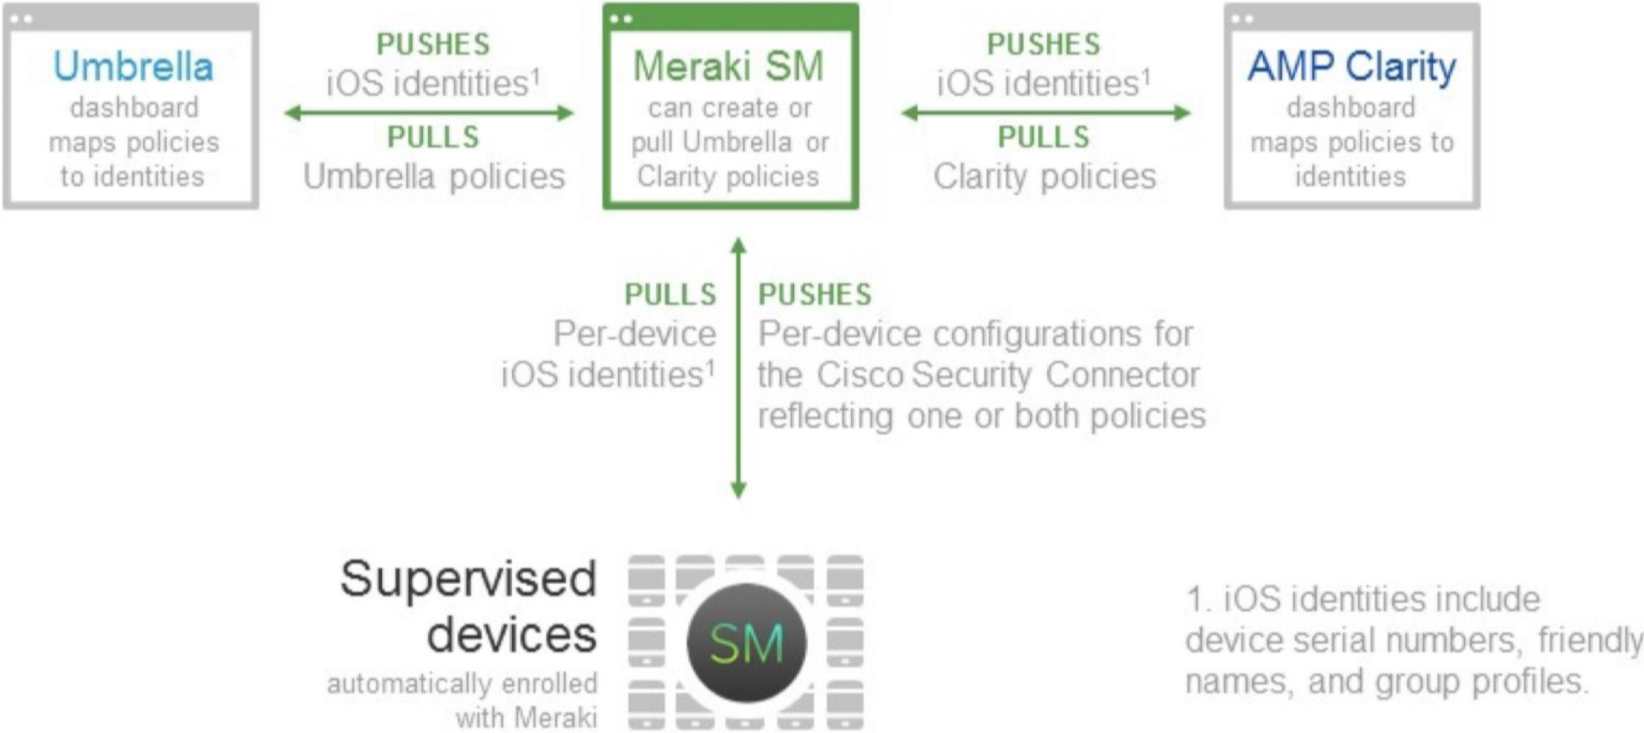 Umbrella
dashboard
maps policies
to identities
PUSHES
iOS identities¹
PULLS
Umbrella policies
Meraki SM
can create or
pull Umbrella or
Clarity policies
PUSHES
iOS identities¹
PULLS
Clarity policies
AMP Clarity
dashboard
maps policies to
identities
PULLS
Per-device
iOS identities¹
PUSHES
Per-device configurations for
the Cisco Security Connector
reflecting one or both policies
Supervised
devices
automatically enrolled
with Meraki
SM
1. iOS identities include
device serial numbers, friendly
names, and group profiles.